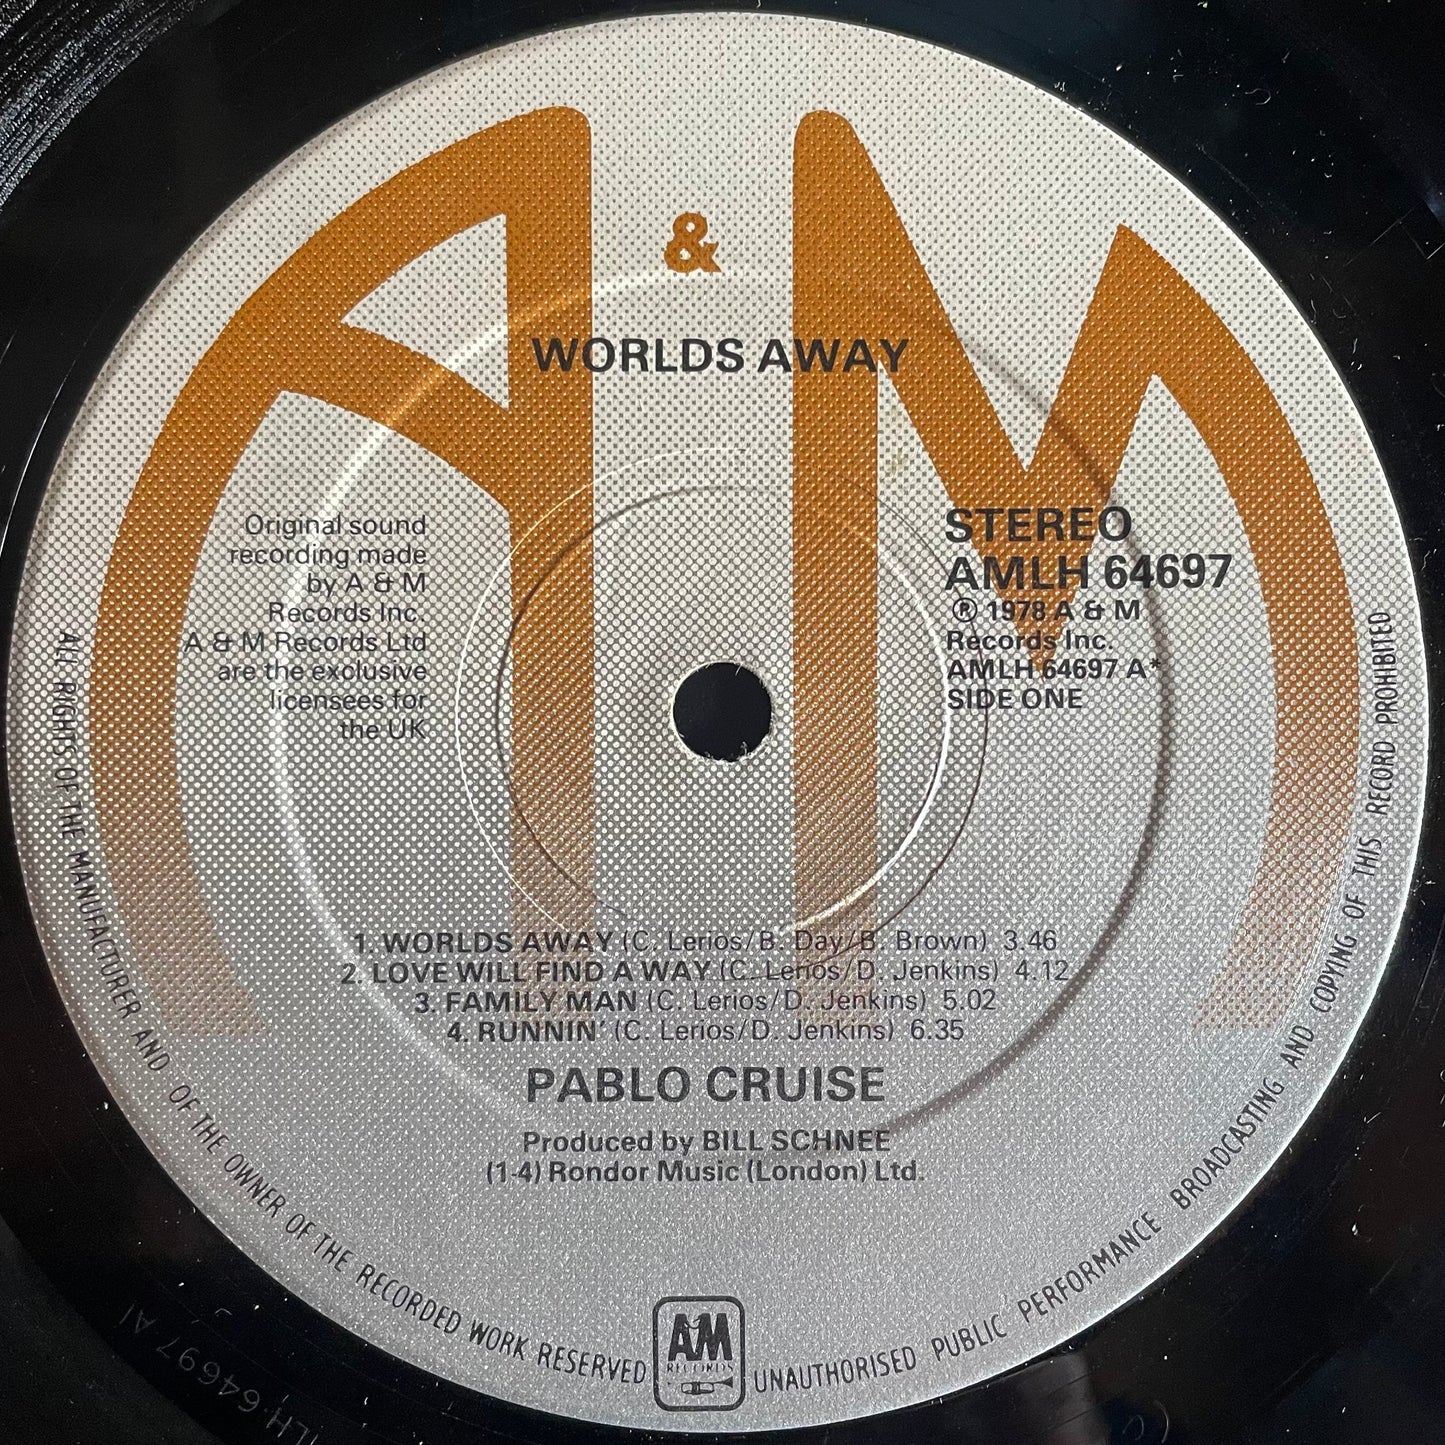 A & M
WORLDS AWAY
Original sound
recording made
by A & M
Records Inc.
A & M Records Ltd
are the exclusive
licensees for
the UK
STEREO
AMLH 64697
℗ 1978 A & M
Records Inc.
AMLH 64697 A*
SIDE ONE
1. WORLDS AWAY (C. Lerios/B. Day/B. Brown) 3.46
2. LOVE WILL FIND A WAY (C. Lerios/D. Jenkins) 4.12
3. FAMILY MAN (C. Lerios/D. Jenkins) 5.02
4. RUNNIN' (C. Lerios/D. Jenkins) 6.35
PABLO CRUISE
Produced by BILL SCHNEE
(1-4) Rondor Music (London) Ltd.
ALL RIGHTS OF THE MANUFACTURER AND OF THE OWNER OF THE RECORDED WORK RESERVED
AM
RECORDS
UNAUTHORISED PUBLIC PERFORMANCE BROADCASTING AND COPYING OF THIS RECORD PROHIBITED
64697 A1